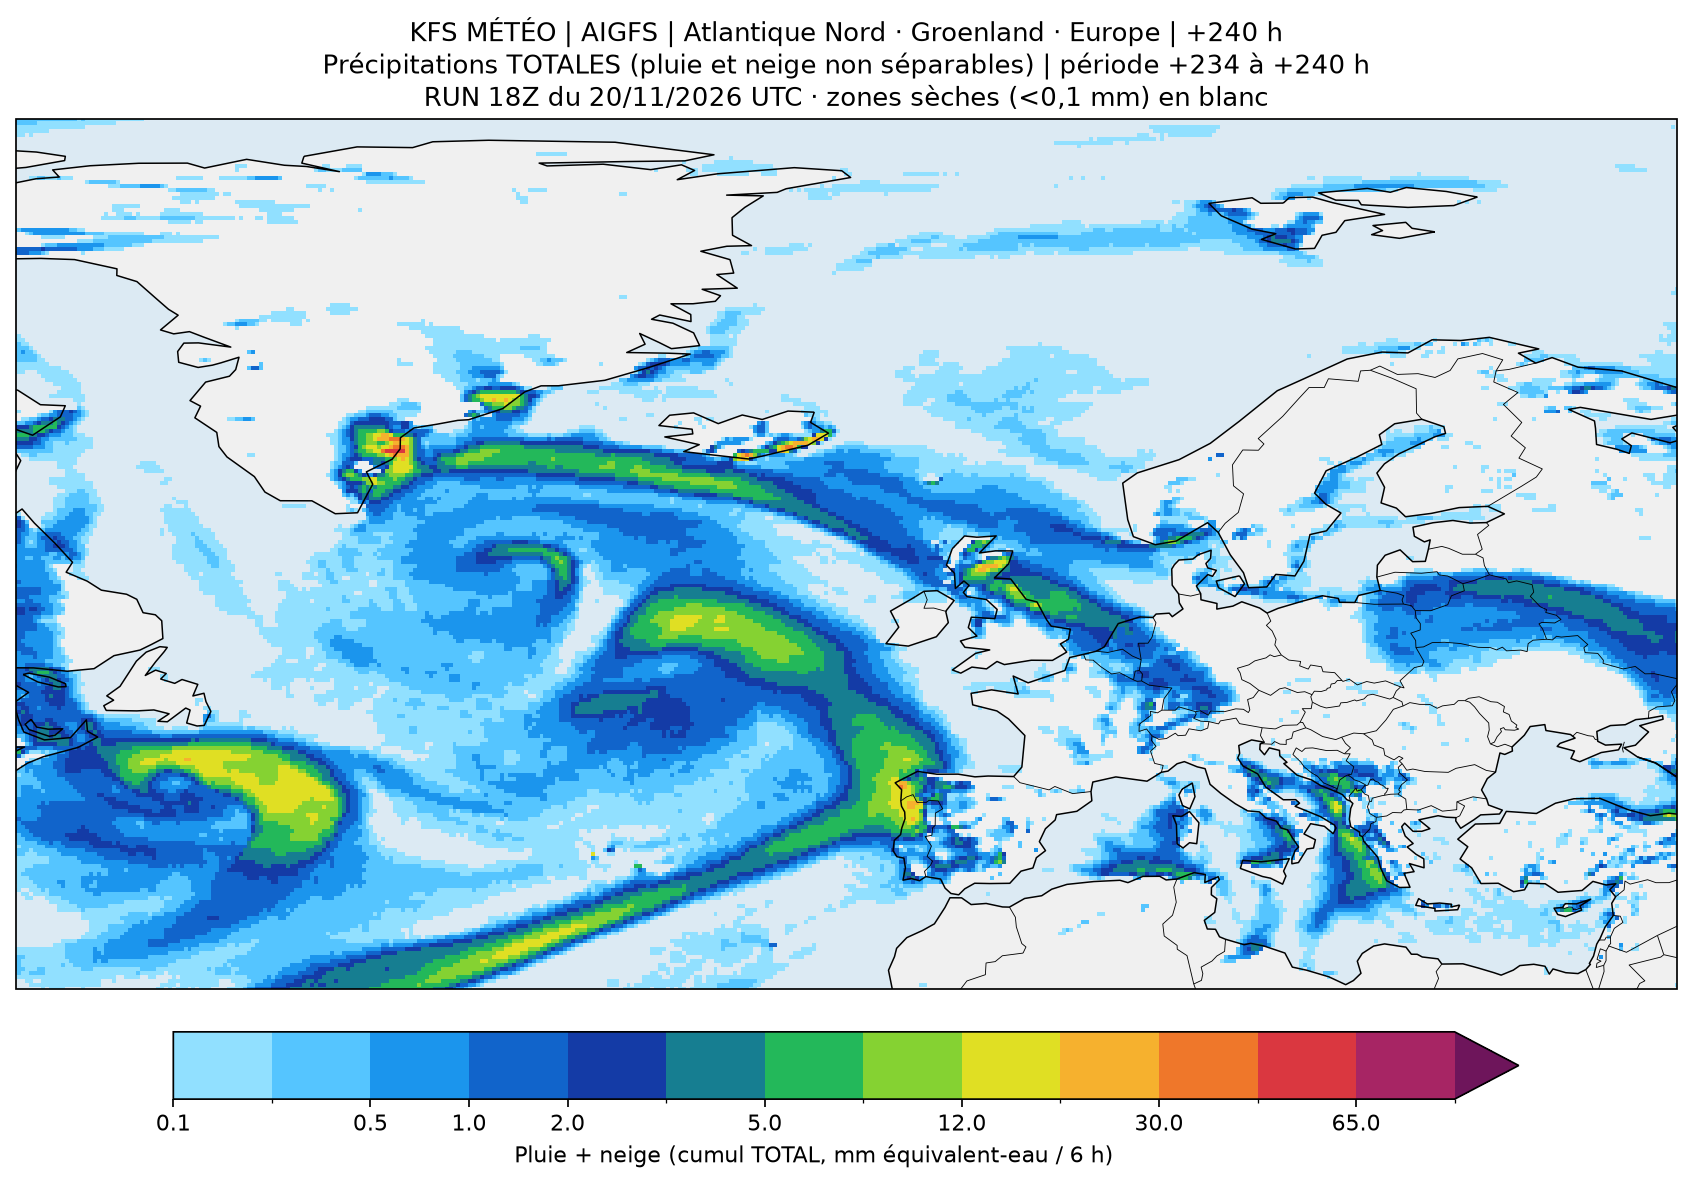 KFS MÉTÉO | AIGFS | Atlantique Nord · Groenland · Europe | +240 h
Précipitations TOTALES (pluie et neige non séparables) | période +234 à +240 h
RUN 18Z du 20/11/2026 UTC · zones sèches (<0,1 mm) en blanc
0.1 0.5 1.0 2.0 5.0 12.0 30.0 65.0
Pluie + neige (cumul TOTAL, mm équivalent-eau / 6 h)